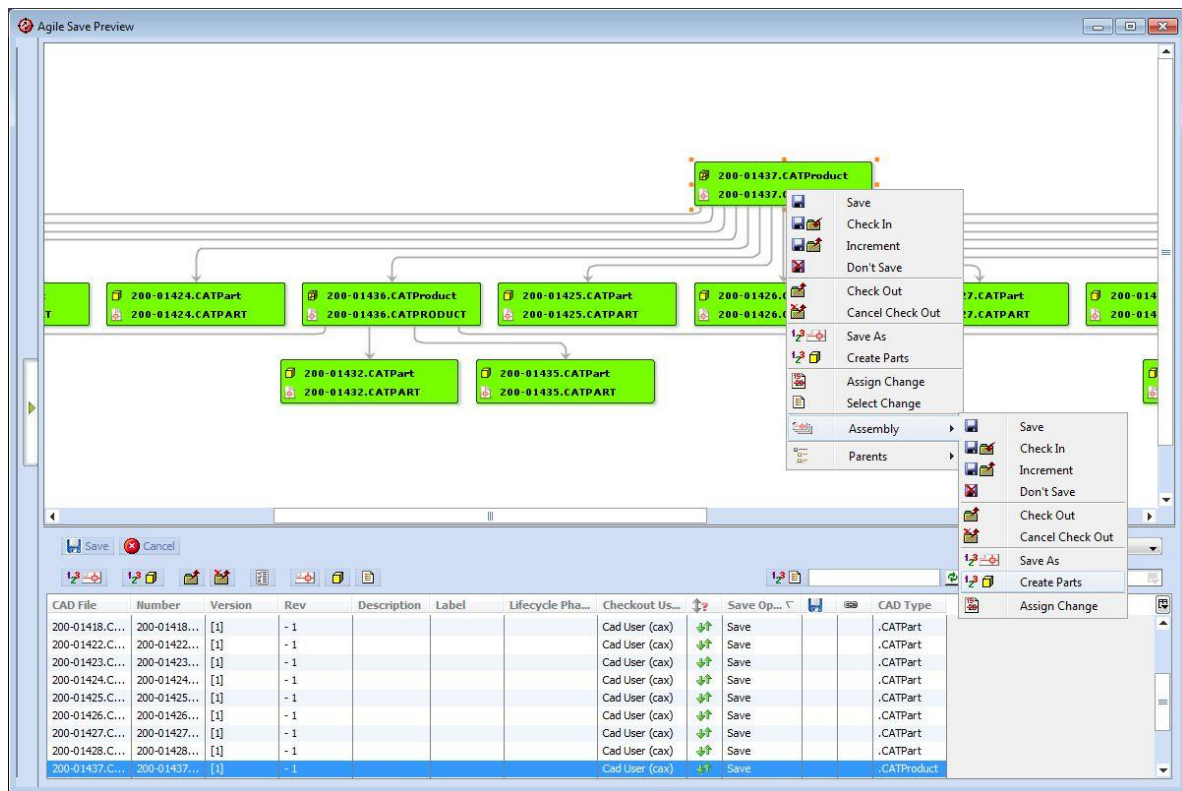 Agile Save Preview
200-01437.CATProduct
200-01437.C
Save
Check In
Increment
Don't Save
Check Out
Cancel Check Out
Save As
Create Parts
Assign Change
Select Change
Assembly
Parents
T
200-01424.CATPart
200-01424.CATPART
200-01436.CATProduct
200-01436.CATPRODUCT
200-01425.CATPart
200-01425.CATPART
200-01426.
200-01426.
27.CATPart
27.CATPART
200-014
200-014
200-01432.CATPart
200-01432.CATPART
200-01435.CATPart
200-01435.CATPART
Save
Check In
Increment
Don't Save
Check Out
Cancel Check Out
Save As
Create Parts
Assign Change
Save Cancel
CAD File Number Version Rev Description Label Lifecycle Pha... Checkout Us... Save Op... CAD Type
200-01418.C... 200-01418... [1] - 1 Cad User (cax) Save .CATPart
200-01422.C... 200-01422... [1] - 1 Cad User (cax) Save .CATPart
200-01423.C... 200-01423... [1] - 1 Cad User (cax) Save .CATPart
200-01424.C... 200-01424... [1] - 1 Cad User (cax) Save .CATPart
200-01425.C... 200-01425... [1] - 1 Cad User (cax) Save .CATPart
200-01426.C... 200-01426... [1] - 1 Cad User (cax) Save .CATPart
200-01427.C... 200-01427... [1] - 1 Cad User (cax) Save .CATPart
200-01428.C... 200-01428... [1] - 1 Cad User (cax) Save .CATPart
200-01437.C... 200-01437... [1] - 1 Cad User (cax) Save .CATProduct